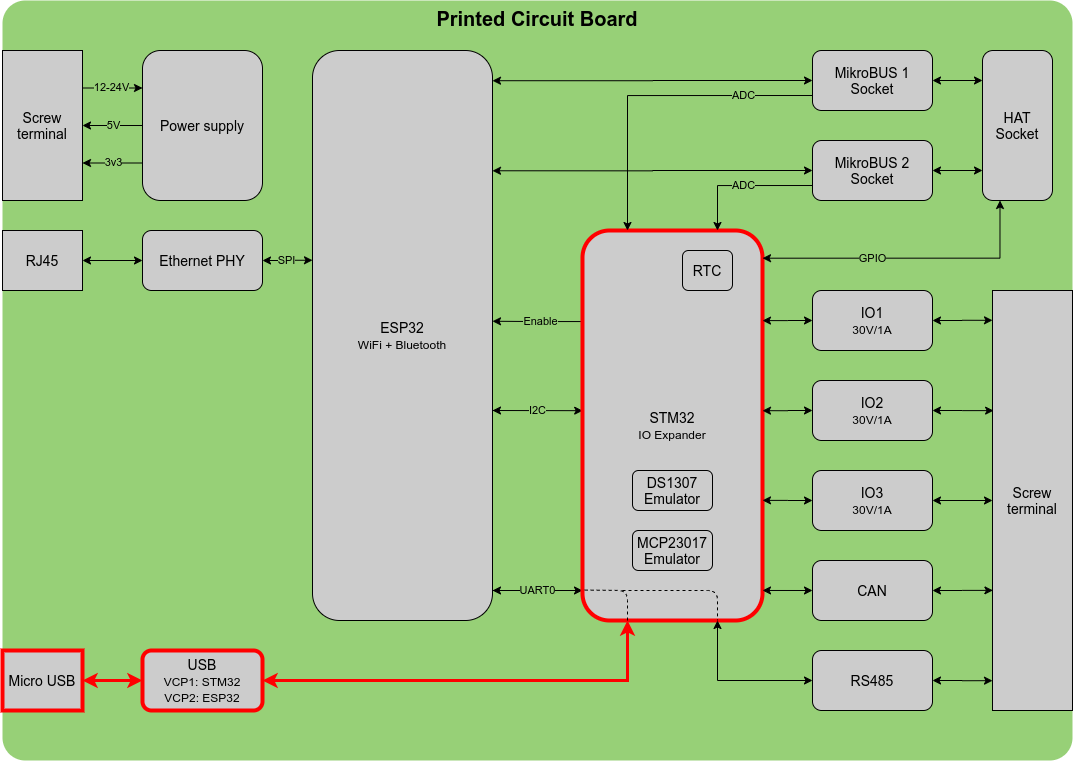 Printed Circuit Board
Screw
terminal
12-24V
5V
3v3
Power supply
RJ45
Ethernet PHY
SPI
ESP32
WiFi + Bluetooth
MikroBUS 1
Socket
ADC
MikroBUS 2
Socket
ADC
HAT
Socket
GPIO
RTC
Enable
I2C
UART0
STM32
IO Expander
DS1307
Emulator
MCP23017
Emulator
IO1
30V/1A
IO2
30V/1A
IO3
30V/1A
CAN
RS485
Screw
terminal
Micro USB
USB
VCP1: STM32
VCP2: ESP32